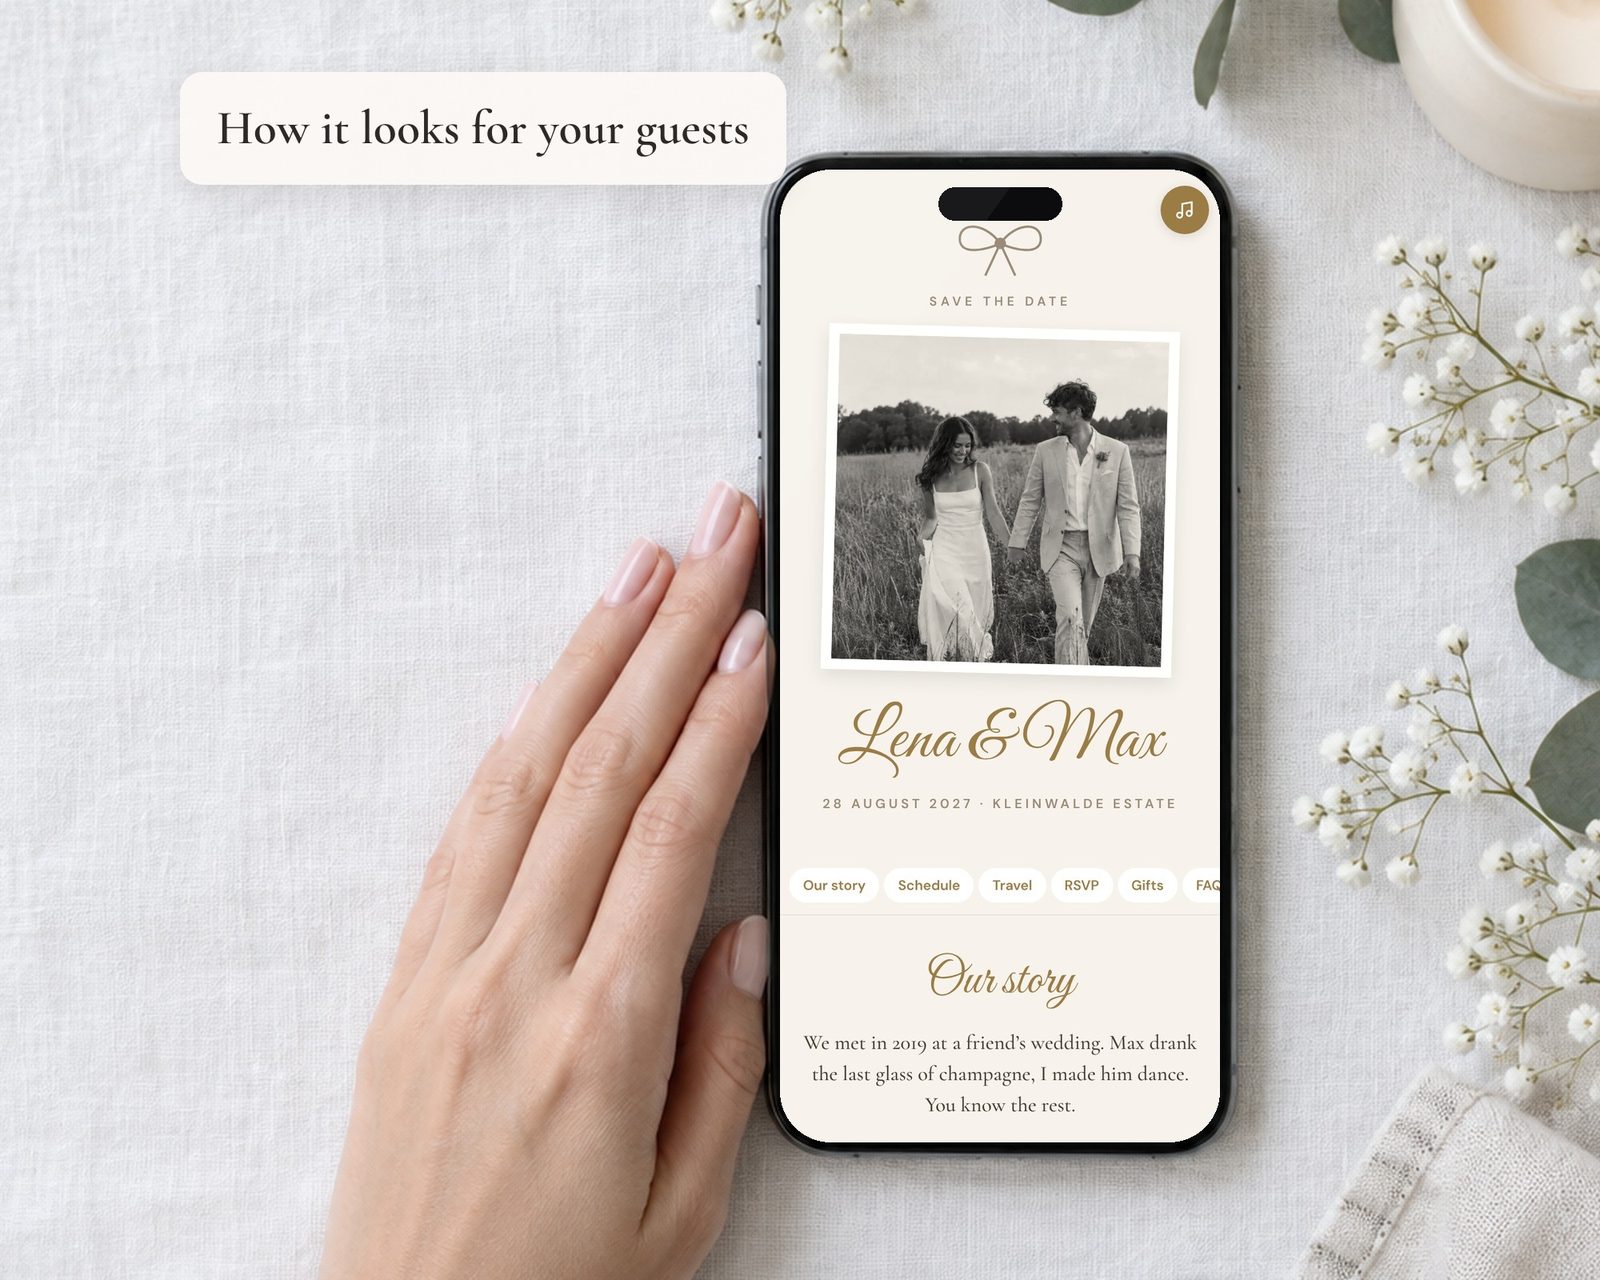 How it looks for your guests
SAVE THE DATE
Lena & Max
28 AUGUST 2027 · KLEINWALDE ESTATE
Our story Schedule Travel RSVP Gifts FAQ
Our story
We met in 2019 at a friend's wedding. Max drank
the last glass of champagne, I made him dance.
You know the rest.